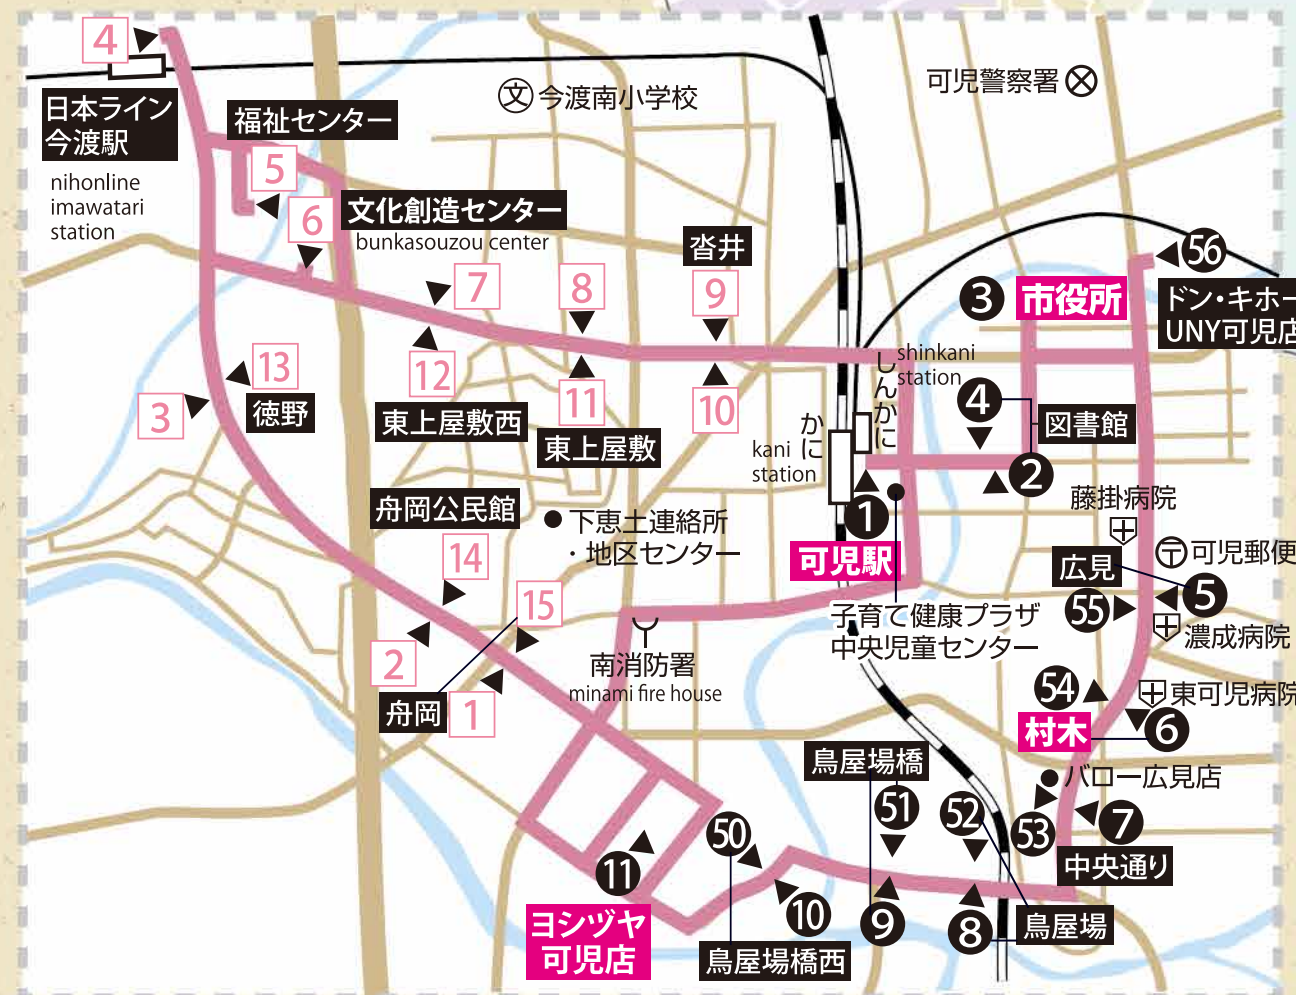 4
日本ライン
今渡駅
nihonline
imawatari
station
福祉センター
5
6
文化創造センター
bunkasouzou center
文
今渡南小学校
可児警察署
7
8
沓井
9
3
市役所
56
ドン・キホー
UNY可児店
shinkani
station
しんかに
13
3
徳野
12
東上屋敷西
11
東上屋敷
10
かに
kani
station
4
図書館
2
1
可児駅
藤掛病院
〒
可児郵便
広見
5
55
濃成病院
舟岡公民館
14
下恵土連絡所
・地区センター
15
2
舟岡
1
南消防署
minami fire house
子育て健康プラザ
中央児童センター
54
東可児病院
村木
6
バロー広見店
鳥屋場橋
51
52
53
7
中央通り
50
11
ヨシヅヤ
可児店
10
9
8
鳥屋場
鳥屋場橋西